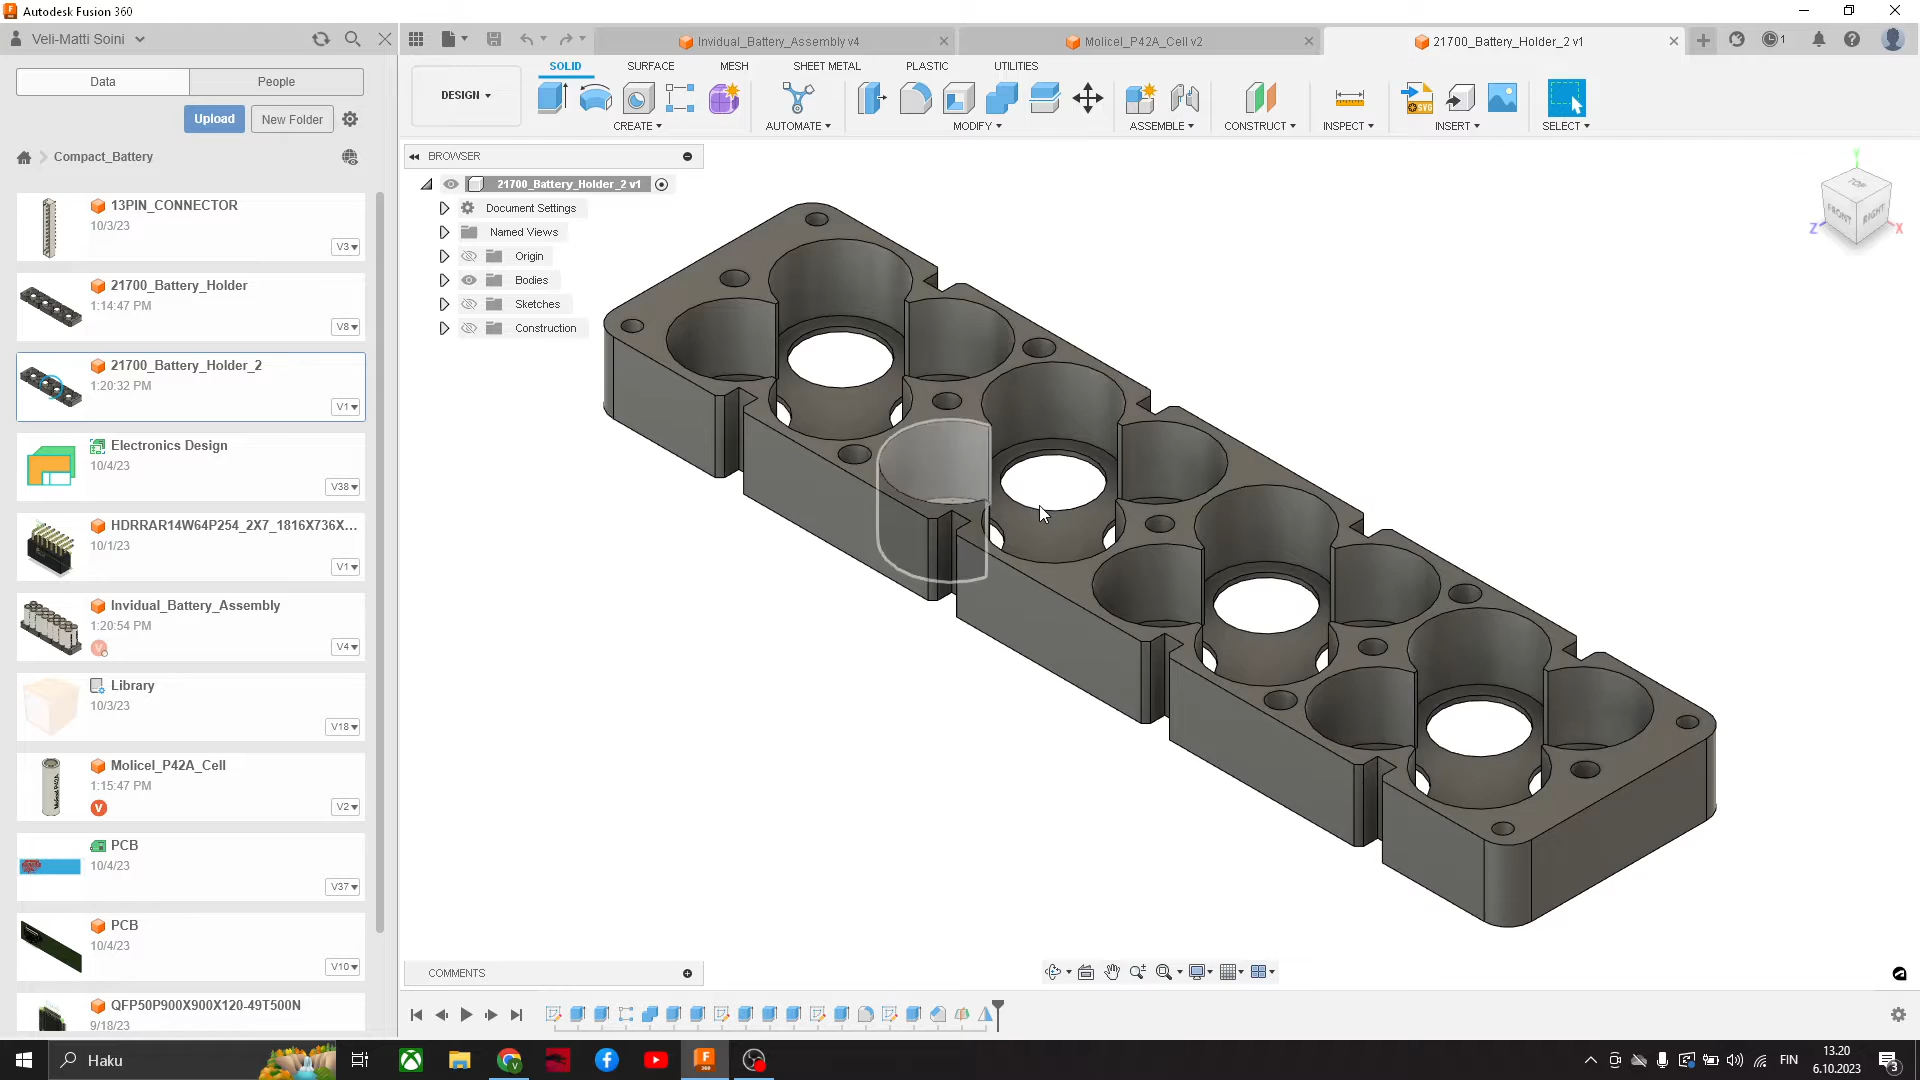 Autodesk Fusion 360
Veli-Matti Soini
Data
People
Upload
New Folder
Compact_Battery
13PIN_CONNECTOR
10/3/23
V3
21700_Battery_Holder
1:14:47 PM
V8
21700_Battery_Holder_2
1:20:32 PM
V1
Electronics Design
10/4/23
V38
HDRRAR14W64P254_2X7_1816X736X...
10/1/23
V1
Invidual_Battery_Assembly
1:20:54 PM
V4
Library
10/3/23
V18
Molicel_P42A_Cell
1:15:47 PM
V2
PCB
10/4/23
V37
PCB
10/4/23
V10
QFP50P900X900X120-49T500N
9/18/23
Invidual_Battery_Assembly v4
Molicel_P42A_Cell v2
21700_Battery_Holder_2 v1
1
DESIGN
SOLID
SURFACE
MESH
SHEET METAL
PLASTIC
UTILITIES
CREATE
AUTOMATE
MODIFY
ASSEMBLE
CONSTRUCT
INSPECT
INSERT
SELECT
BROWSER
21700_Battery_Holder_2 v1
Document Settings
Named Views
Origin
Bodies
Sketches
Construction
TOP
FRONT
RIGHT
Y
Z
X
COMMENTS
Haku
FIN
13.20
6.10.2023
3